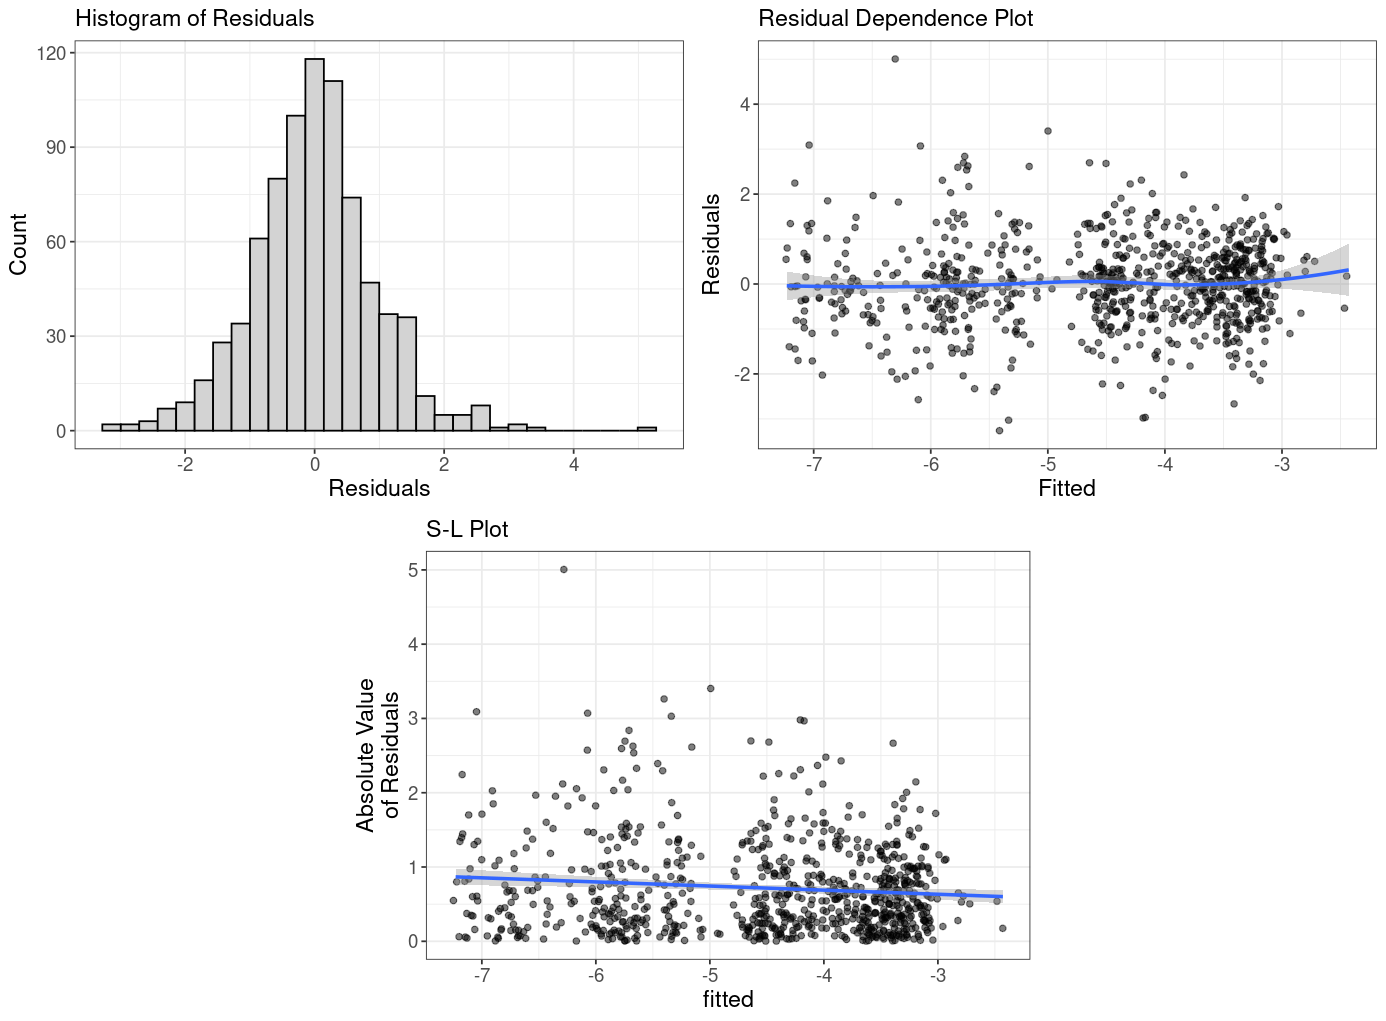 Histogram of Residuals
120
90
60
30
0
Count
-2
0
2
4
Residuals
Residual Dependence Plot
4
2
0
-2
Residuals
-7
-6
-5
-4
-3
Fitted
S-L Plot
5
4
3
2
1
0
Absolute Value
of Residuals
-7
-6
-5
-4
-3
fitted